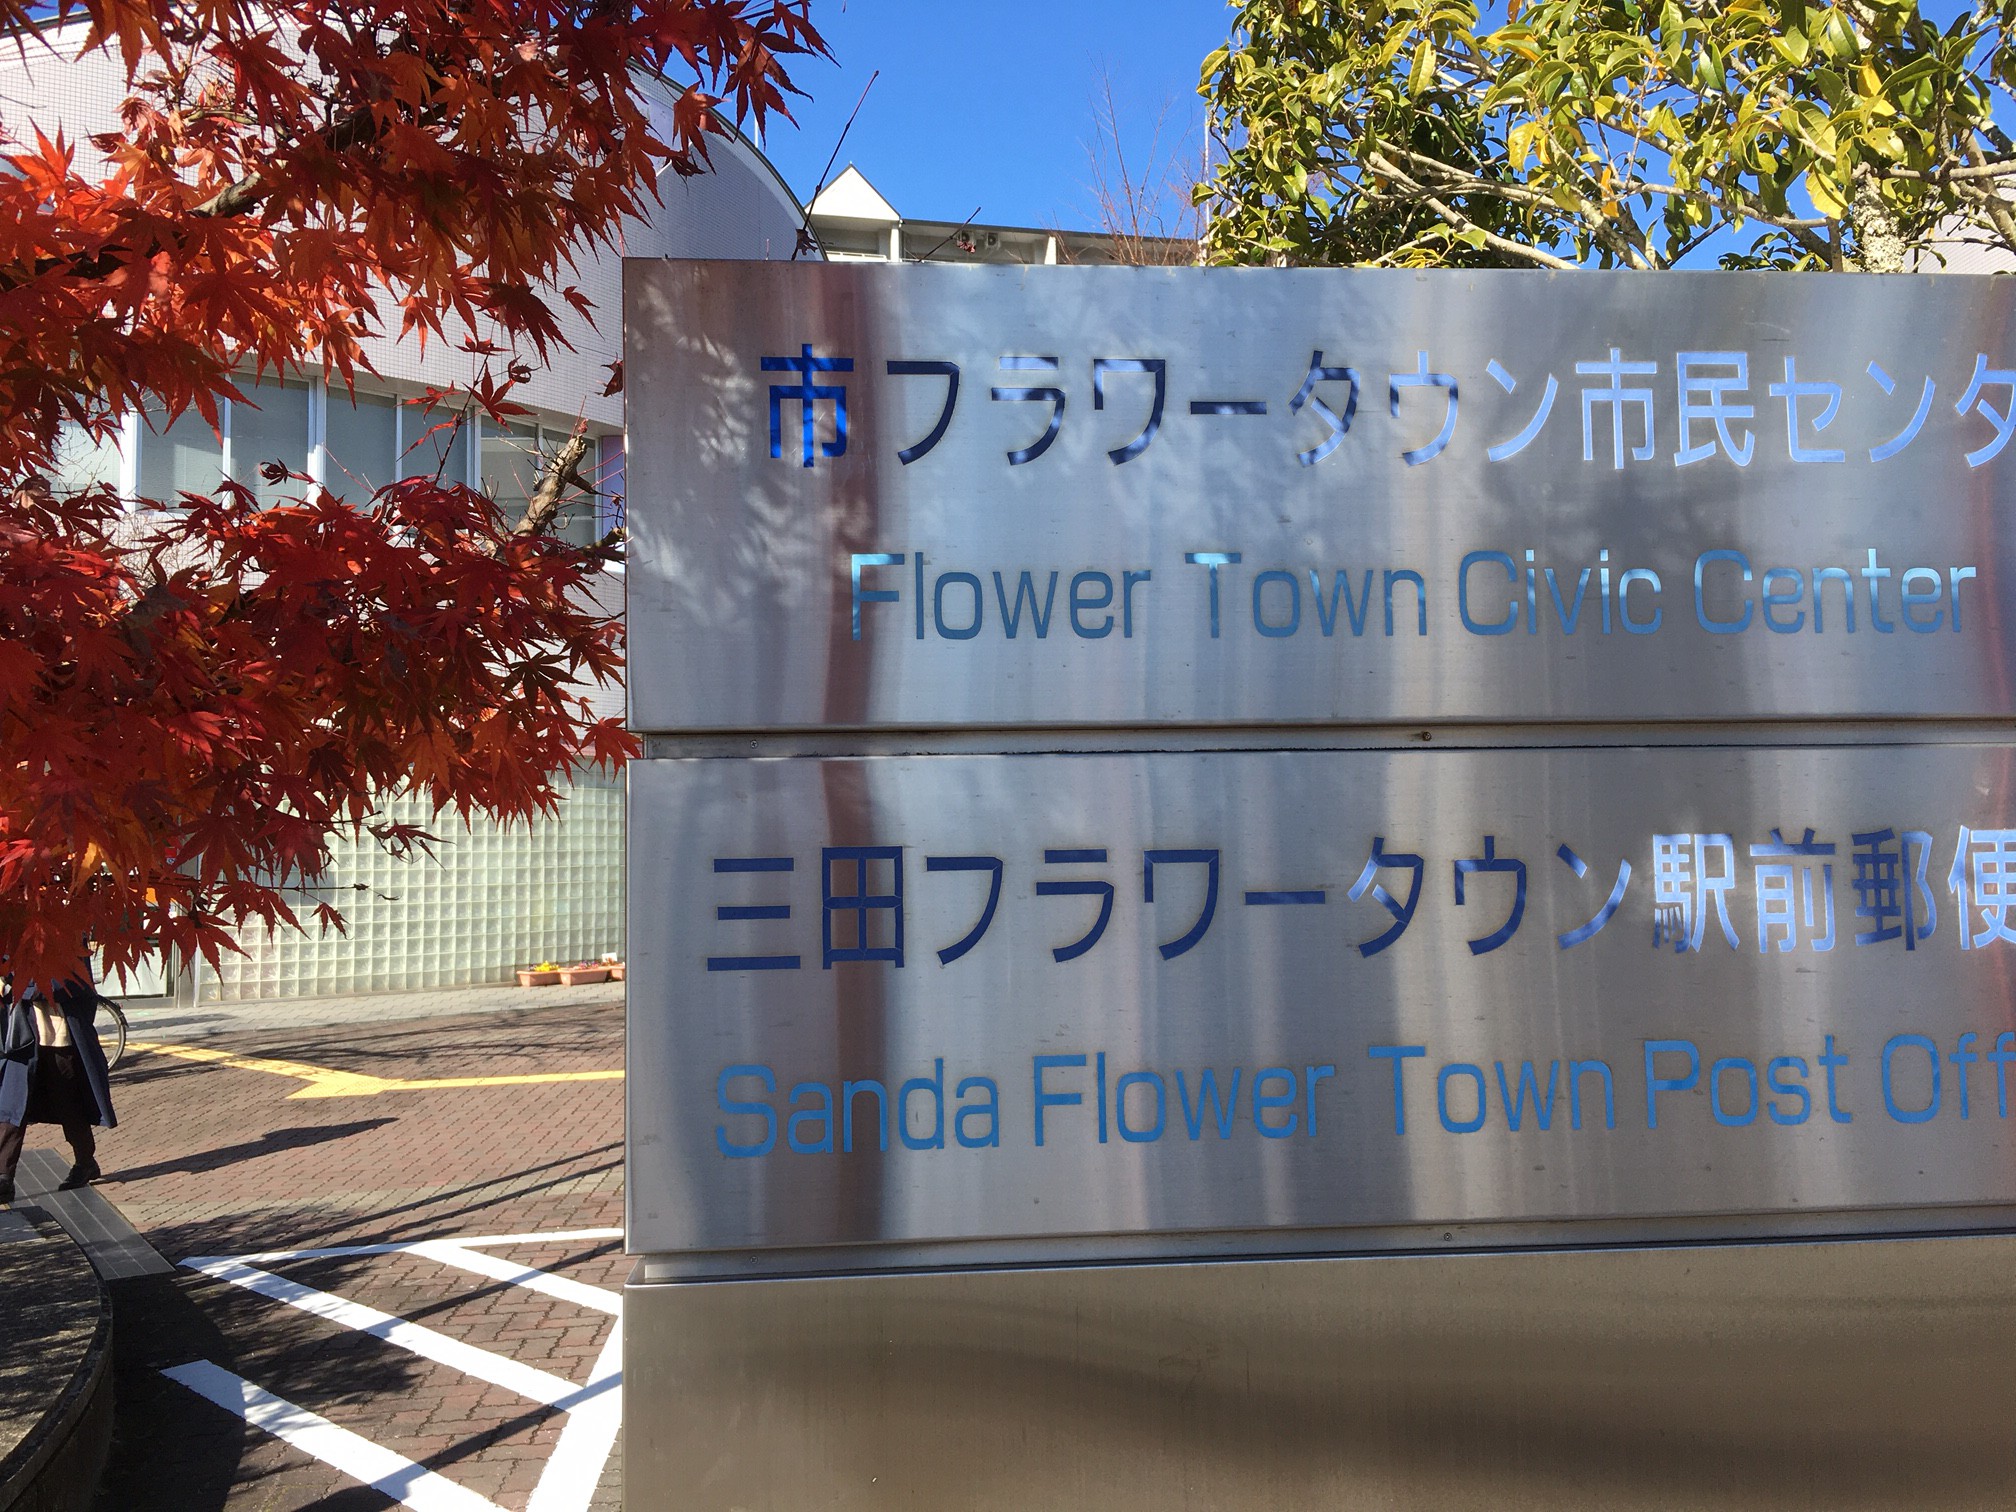 市フラワータウン市民センタ
Flower Town Civic Center
三田フラワータウン駅前郵便
Sanda Flower Town Post Off